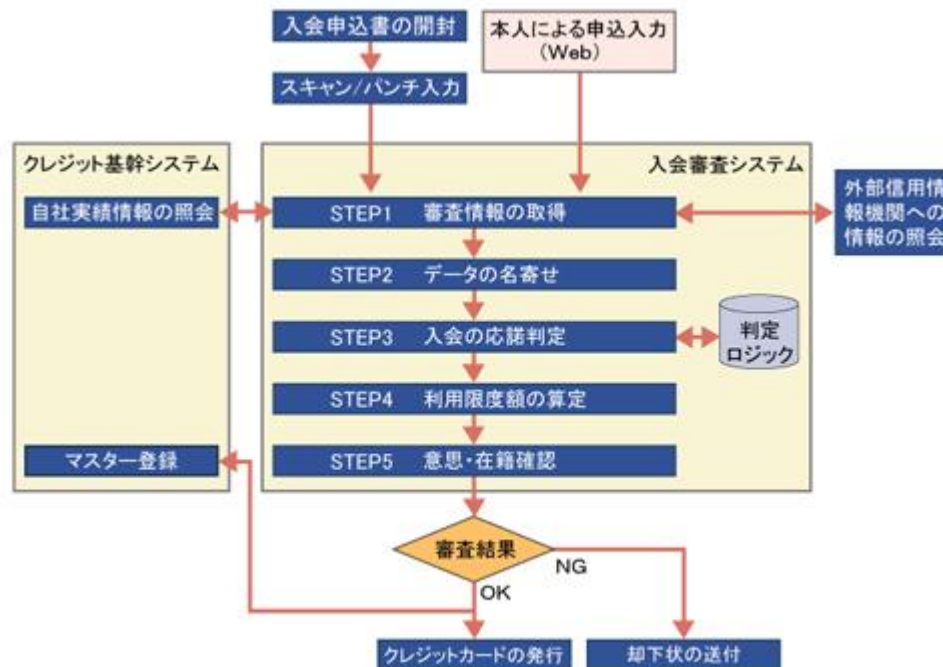 入会申込書の開封
本人による申込入力
(Web)
スキャン/パンチ入力
クレジット基幹システム
入会審査システム
自社実績情報の照会
STEP1 審査情報の取得
外部信用情
報機関への
情報の照会
STEP2 データの名寄せ
STEP3 入会の応諾判定
判定
ロジック
STEP4 利用限度額の算定
マスター登録
STEP5 意思・在籍確認
審査結果
NG
OK
クレジットカードの発行
却下状の送付